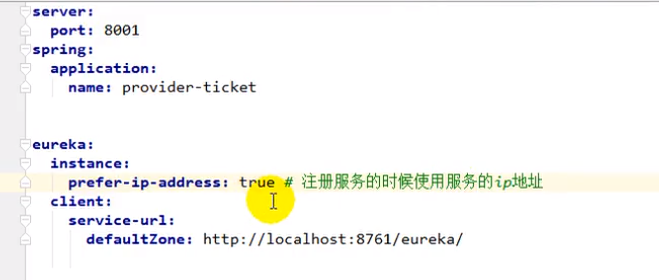 server:
port: 8001
spring:
application:
name: provider-ticket
eureka:
instance:
prefer-ip-address: true # 注册服务的时候使用服务的ip地址
client:
service-url:
defaultZone: http://localhost:8761/eureka/